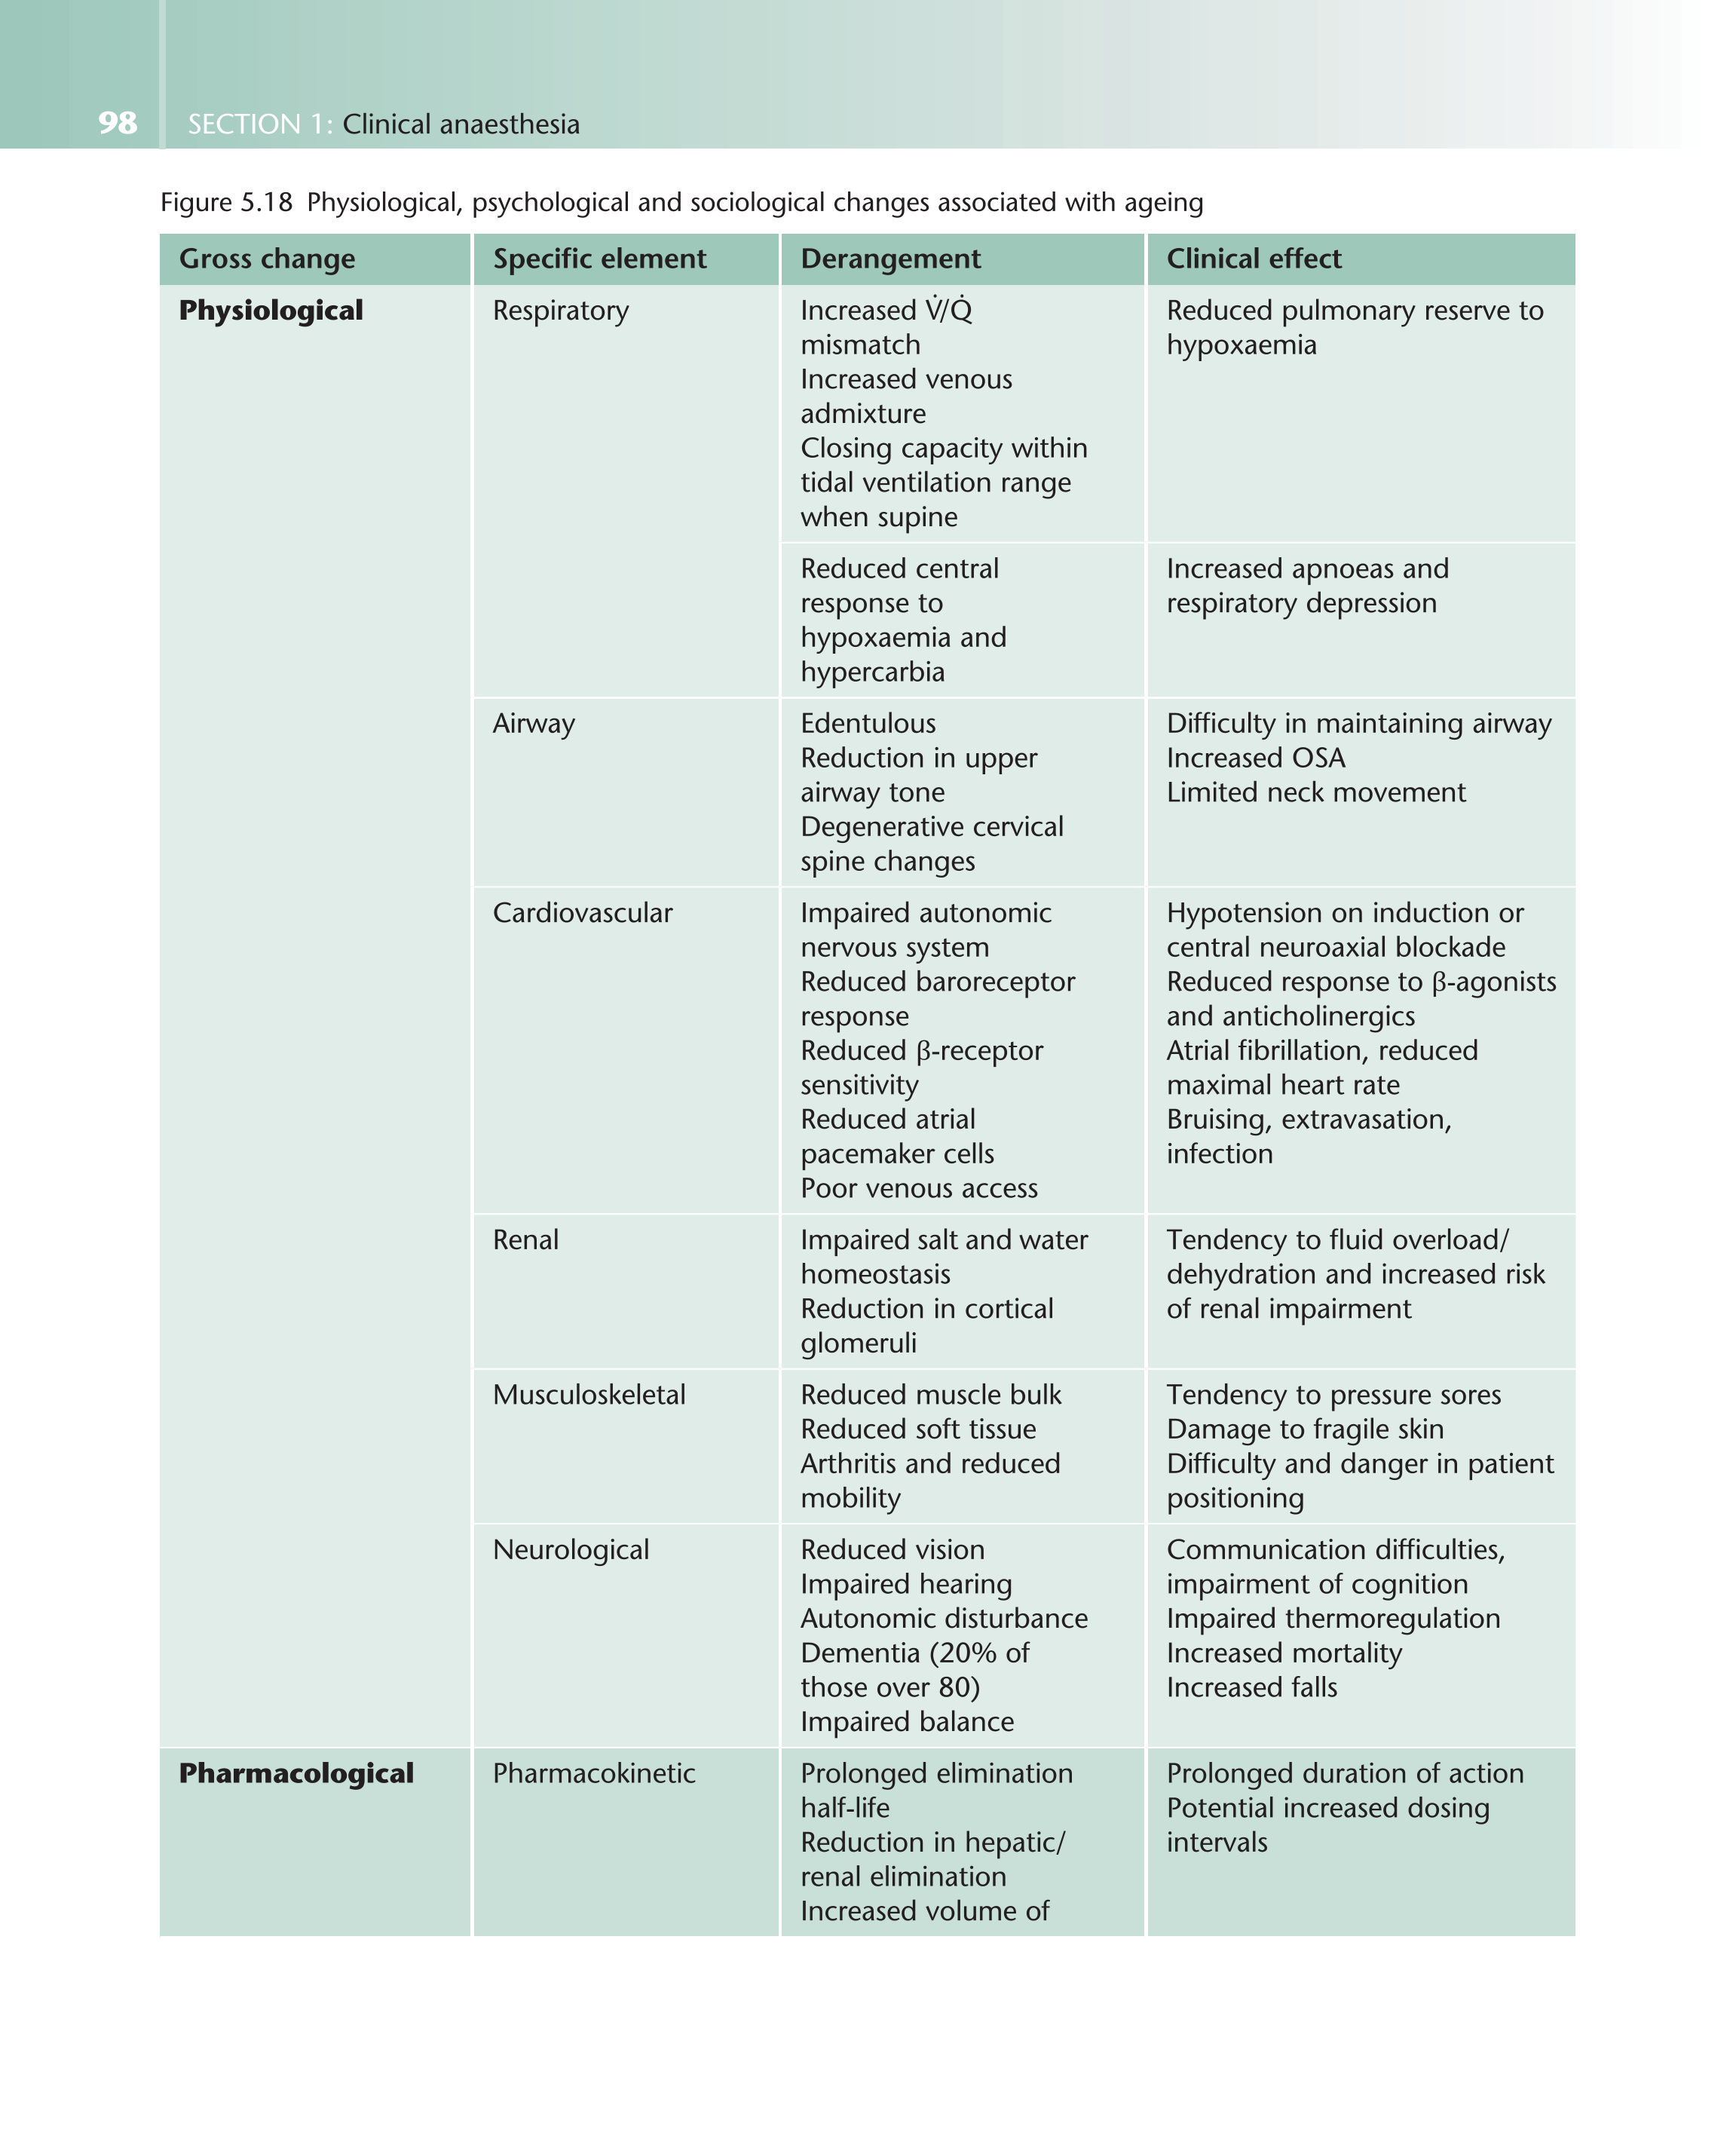 98 SECTION 1: Clinical anaesthesia
Figure 5.18 Physiological, psychological and sociological changes associated with ageing
Gross change
Specific element
Derangement
Clinical effect
Physiological
Respiratory
Increased V̇/Q̇
mismatch
Increased venous
admixture
Closing capacity within
tidal ventilation range
when supine
Reduced pulmonary reserve to
hypoxaemia
Reduced central
response to
hypoxaemia and
hypercarbia
Increased apnoeas and
respiratory depression
Airway
Edentulous
Reduction in upper
airway tone
Degenerative cervical
spine changes
Difficulty in maintaining airway
Increased OSA
Limited neck movement
Cardiovascular
Impaired autonomic
nervous system
Reduced baroreceptor
response
Reduced β-receptor
sensitivity
Reduced atrial
pacemaker cells
Poor venous access
Hypotension on induction or
central neuroaxial blockade
Reduced response to β-agonists
and anticholinergics
Atrial fibrillation, reduced
maximal heart rate
Bruising, extravasation,
infection
Renal
Impaired salt and water
homeostasis
Reduction in cortical
glomeruli
Tendency to fluid overload/
dehydration and increased risk
of renal impairment
Musculoskeletal
Reduced muscle bulk
Reduced soft tissue
Arthritis and reduced
mobility
Tendency to pressure sores
Damage to fragile skin
Difficulty and danger in patient
positioning
Neurological
Reduced vision
Impaired hearing
Autonomic disturbance
Dementia (20% of
those over 80)
Impaired balance
Communication difficulties,
impairment of cognition
Impaired thermoregulation
Increased mortality
Increased falls
Pharmacological
Pharmacokinetic
Prolonged elimination
half-life
Reduction in hepatic/
renal elimination
Increased volume of
Prolonged duration of action
Potential increased dosing
intervals